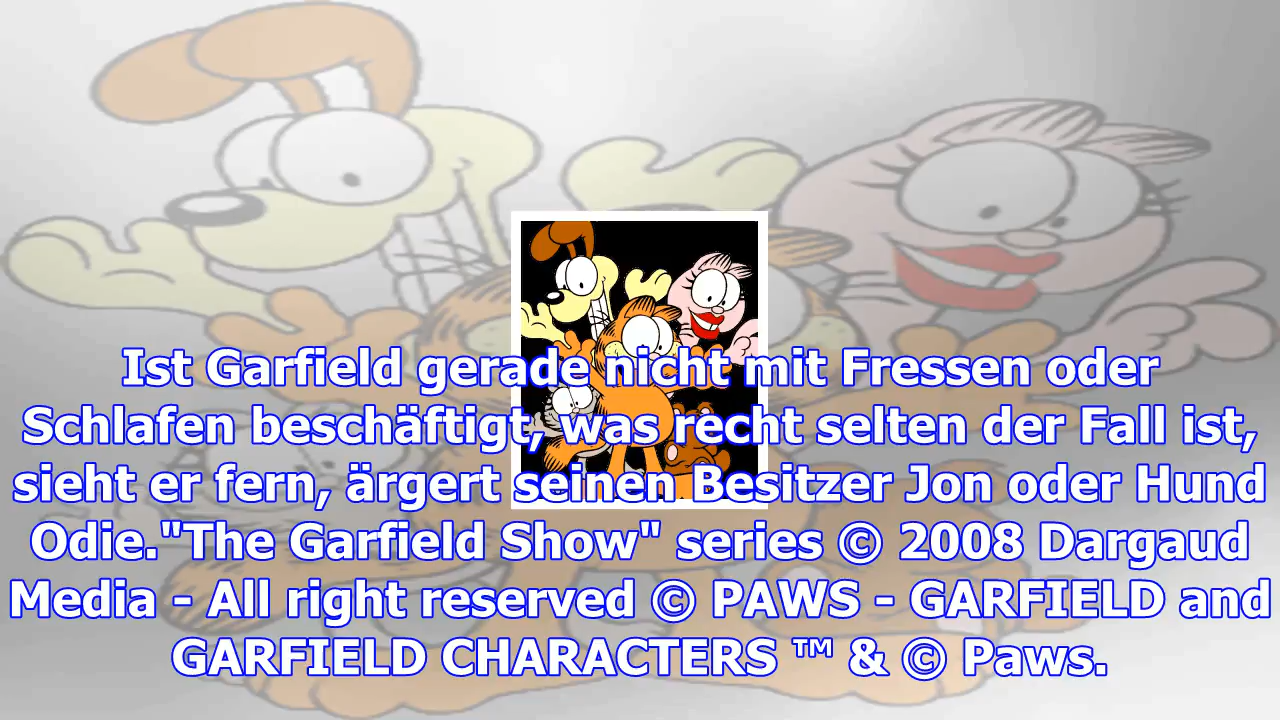 Ist Garfield gerade nicht mit Fressen oder
Schlafen beschäftigt, was recht selten der Fall ist,
sieht er fern, ärgert seinen Besitzer Jon oder Hund
Odie."The Garfield Show" series © 2008 Dargaud
Media - All right reserved © PAWS - GARFIELD and
GARFIELD CHARACTERS ™ & © Paws.